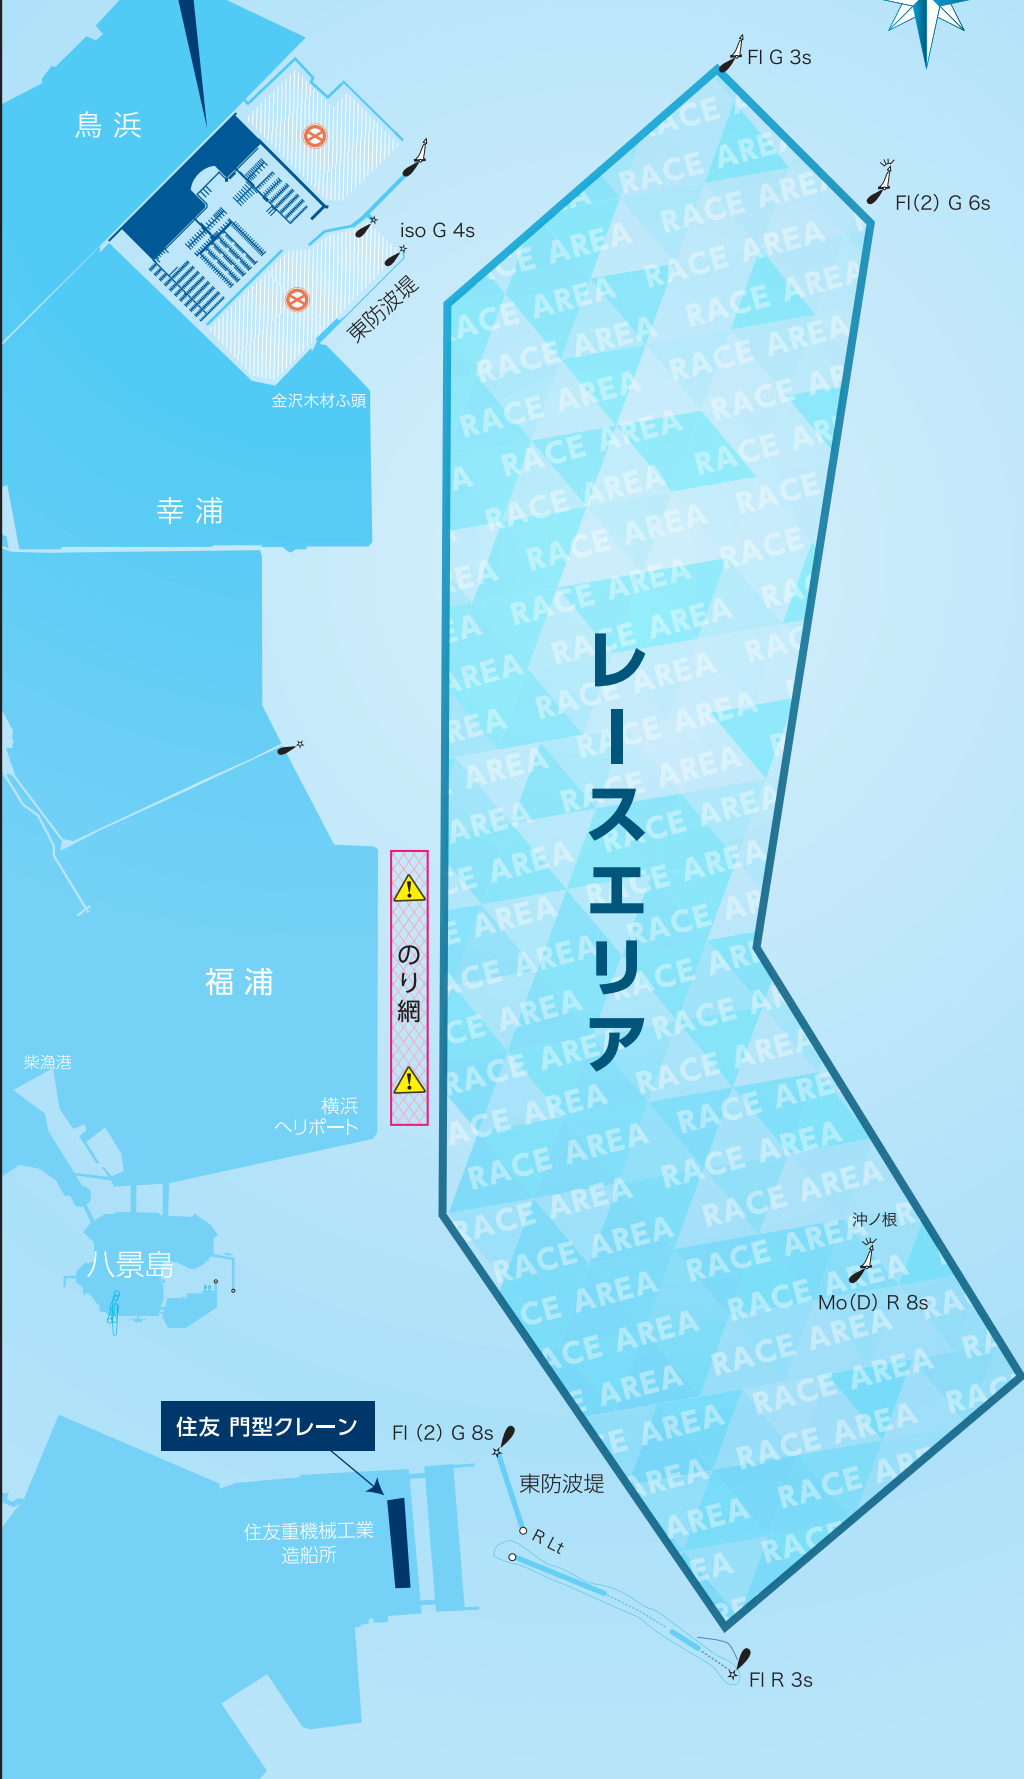 Fl G 3s
鳥 浜
Fl(2) G 6s
iso G 4s
東防波堤
金沢木材ふ頭
幸 浦
レースエリア
RACE AREA
のり網
福 浦
柴漁港
横浜
ヘリポート
沖ノ根
八景島
Mo(D) R 8s
住友 門型クレーン
Fl (2) G 8s
東防波堤
住友重機械工業
造船所
R Lt
Fl R 3s